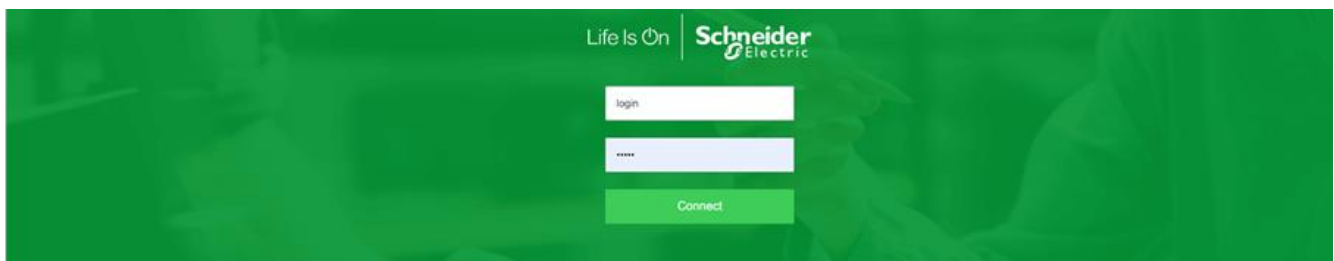 Life Is On
Schneider
Electric
login
•••••
Connect